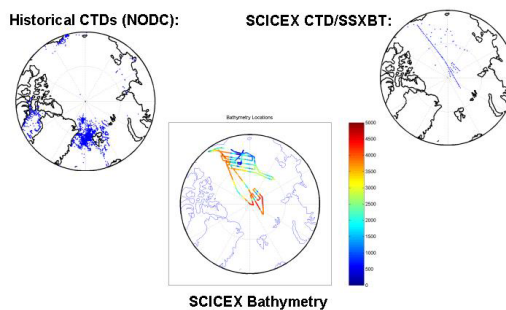 Historical CTDs (NODC):
SCICEX CTD/SSXBT:
Bathymetry Locations
5000
4500
4000
3500
3000
2500
2000
1500
1000
500
0
SCICEX Bathymetry